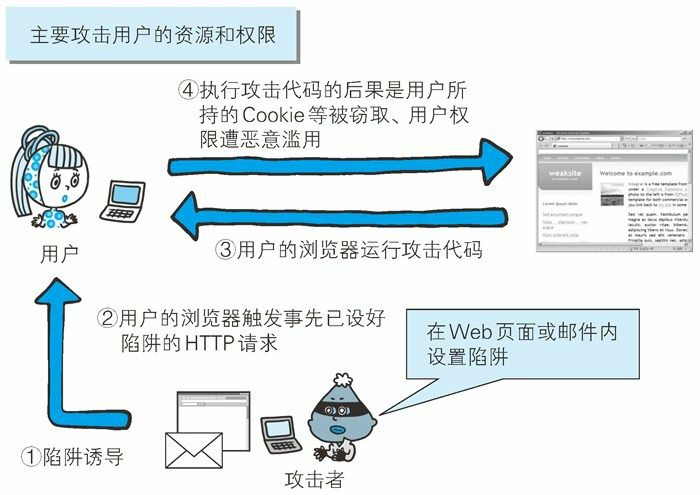 主要攻击用户的资源和权限
④执行攻击代码的后果是用户所
持的Cookie等被窃取、用户权
限遭恶意滥用
weaksite
Welcome to example.com
用户
③用户的浏览器运行攻击代码
②用户的浏览器触发事先已设好
陷阱的HTTP请求
在Web页面或邮件内
设置陷阱
①陷阱诱导
攻击者